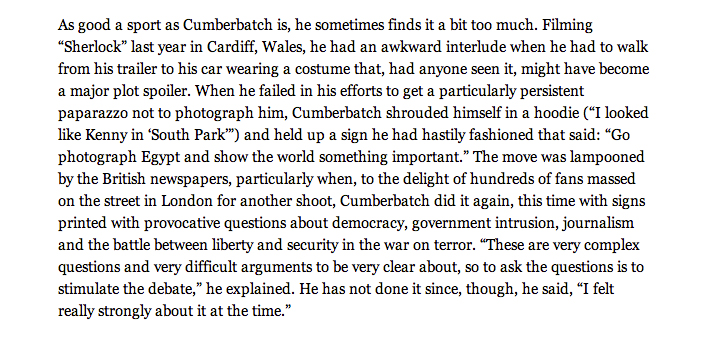 As good a sport as Cumberbatch is, he sometimes finds it a bit too much. Filming
“Sherlock” last year in Cardiff, Wales, he had an awkward interlude when he had to walk
from his trailer to his car wearing a costume that, had anyone seen it, might have become
a major plot spoiler. When he failed in his efforts to get a particularly persistent
paparazzo not to photograph him, Cumberbatch shrouded himself in a hoodie (“I looked
like Kenny in ‘South Park’”) and held up a sign he had hastily fashioned that said: “Go
photograph Egypt and show the world something important.” The move was lampooned
by the British newspapers, particularly when, to the delight of hundreds of fans massed
on the street in London for another shoot, Cumberbatch did it again, this time with signs
printed with provocative questions about democracy, government intrusion, journalism
and the battle between liberty and security in the war on terror. “These are very complex
questions and very difficult arguments to be very clear about, so to ask the questions is to
stimulate the debate,” he explained. He has not done it since, though, he said, “I felt
really strongly about it at the time.”